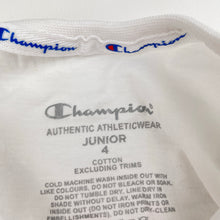 Champion
Champion
AUTHENTIC ATHLETICWEAR
JUNIOR
4
COTTON
EXCLUDING TRIMS
COLD MACHINE WASH INSIDE OUT WITH
LIKE COLOURS. DO NOT BLEACH OR SOAK.
DO NOT TUMBLE DRY. LINE DRY IN
SHADE WITHOUT DELAY. WARM IRON
INSIDE OUT (DO NOT IRON PRINTS OR
EMBELLISHMENTS). DO NOT DRY-CLEAN